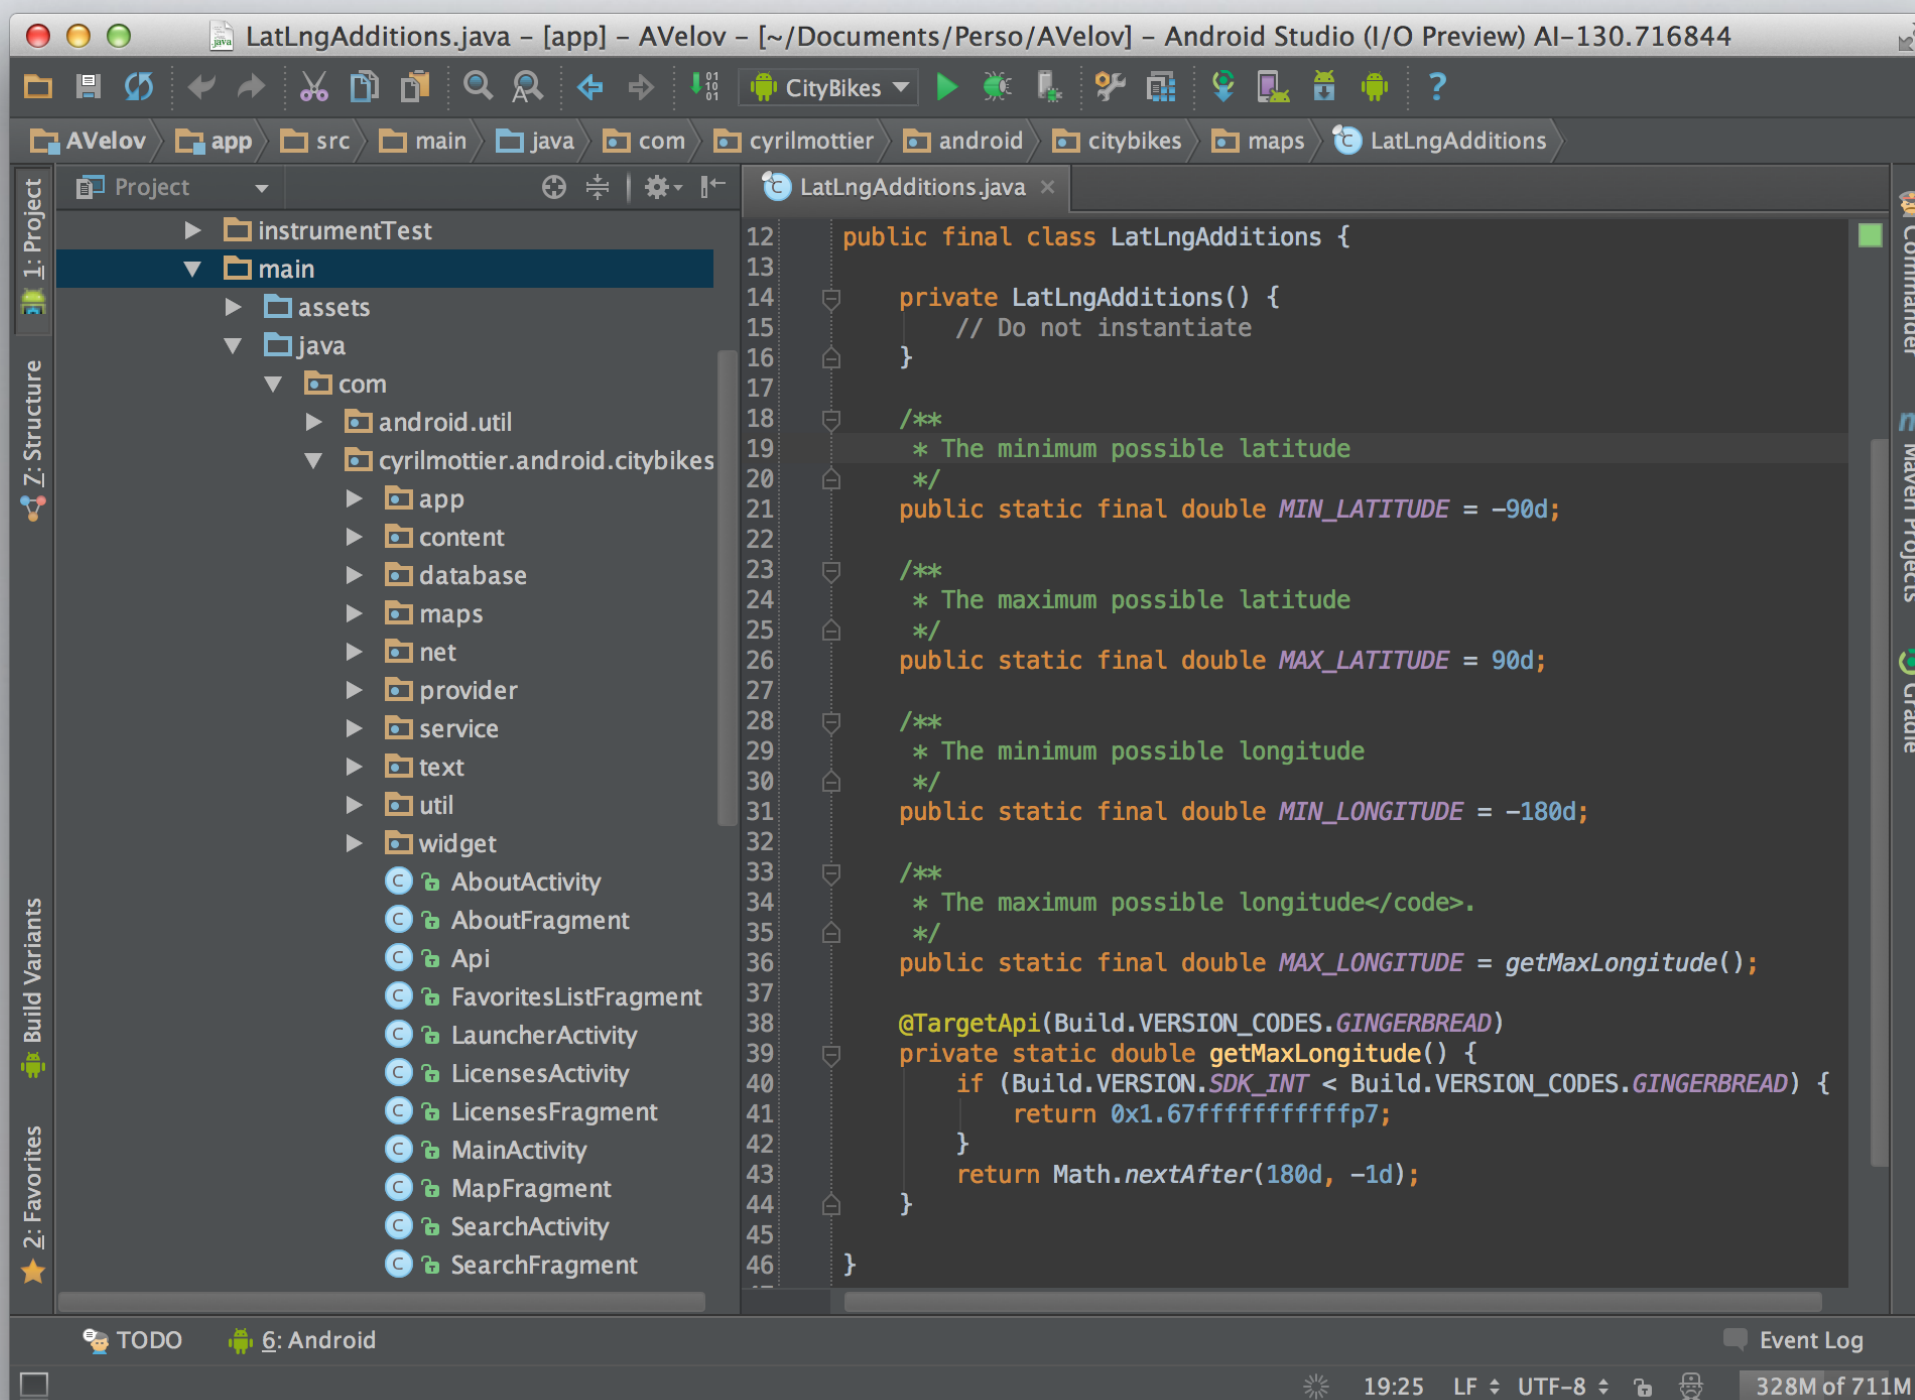 LatLngAdditions.java – [app] – AVelov – [~/Documents/Perso/AVelov] – Android Studio (I/O Preview) AI-130.716844
CityBikes
?
AVelov app src main java com cyrilmottier android citybikes maps LatLngAdditions
1: Project
Z: Structure
Build Variants
2: Favorites
Project
instrumentTest
main
assets
java
com
android.util
cyrilmottier.android.citybikes
app
content
database
maps
net
provider
service
text
util
widget
AboutActivity
AboutFragment
Api
FavoritesListFragment
LauncherActivity
LicensesActivity
LicensesFragment
MainActivity
MapFragment
SearchActivity
SearchFragment
LatLngAdditions.java
12 public final class LatLngAdditions {
13
14 private LatLngAdditions() {
15 // Do not instantiate
16 }
17
18 /**
19 * The minimum possible latitude
20 */
21 public static final double MIN_LATITUDE = -90d;
22
23 /**
24 * The maximum possible latitude
25 */
26 public static final double MAX_LATITUDE = 90d;
27
28 /**
29 * The minimum possible longitude
30 */
31 public static final double MIN_LONGITUDE = -180d;
32
33 /**
34 * The maximum possible longitude</code>.
35 */
36 public static final double MAX_LONGITUDE = getMaxLongitude();
37
38 @TargetApi(Build.VERSION_CODES.GINGERBREAD)
39 private static double getMaxLongitude() {
40 if (Build.VERSION.SDK_INT < Build.VERSION_CODES.GINGERBREAD) {
41 return 0x1.67fffffffffffp7;
42 }
43 return Math.nextAfter(180d, -1d);
44 }
45
46 }
Commander
Maven Projects
Gradle
TODO
6: Android
Event Log
19:25 LF UTF-8 328M of 711M